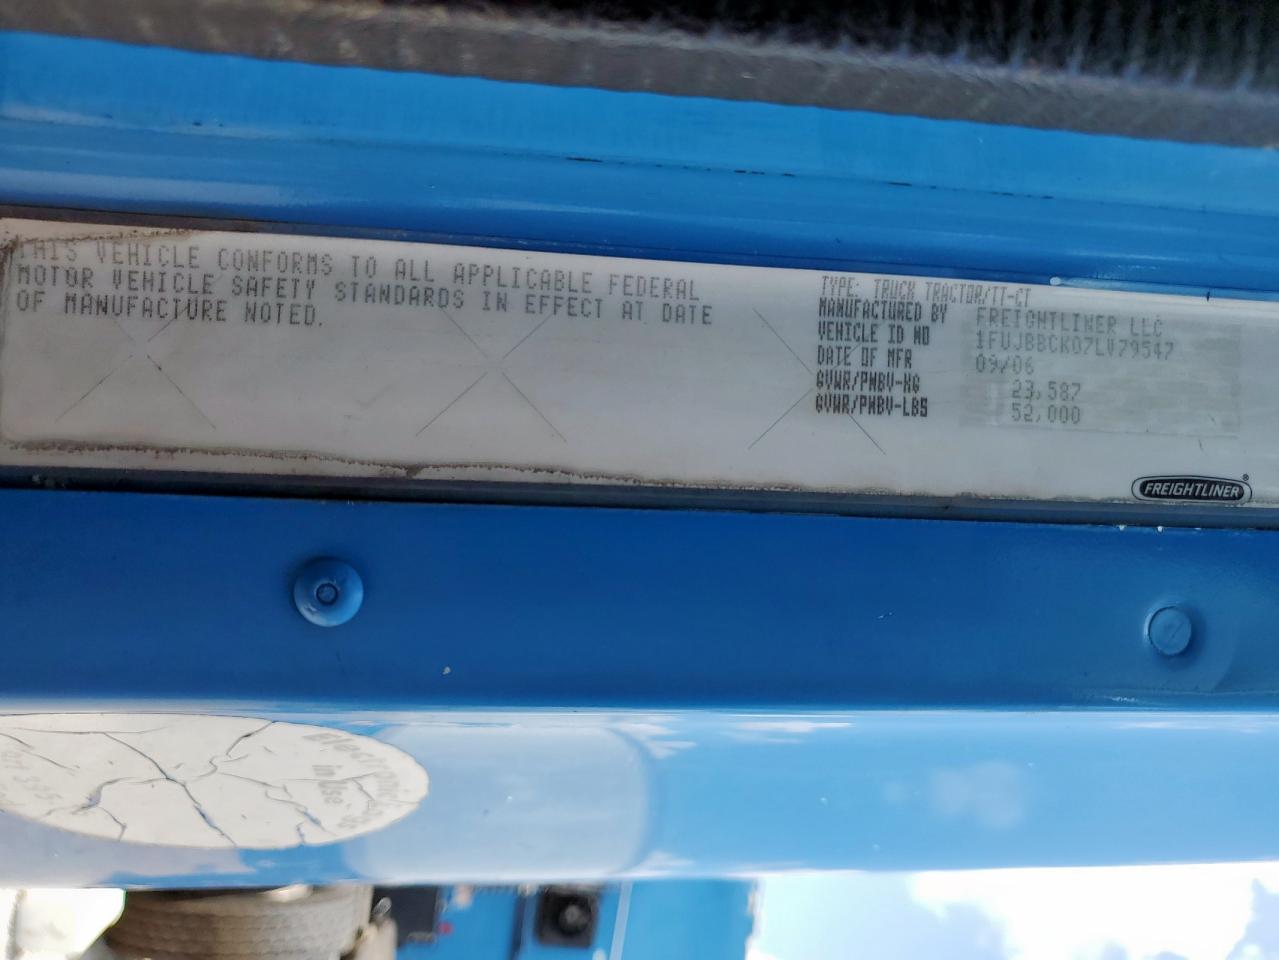 THIS VEHICLE CONFORMS TO ALL APPLICABLE FEDERAL
MOTOR VEHICLE SAFETY STANDARDS IN EFFECT AT DATE
OF MANUFACTURE NOTED.
TYPE: TRUCK TRACTOR/TT-CT
MANUFACTURED BY FREIGHTLINER LLC
VEHICLE ID NO 1FUJBBCK07LV79547
DATE OF MFR 09/06
GVWR/PNBV-KG 23,587
GVWR/PNBV-LBS 52,000
FREIGHTLINER®
in Use